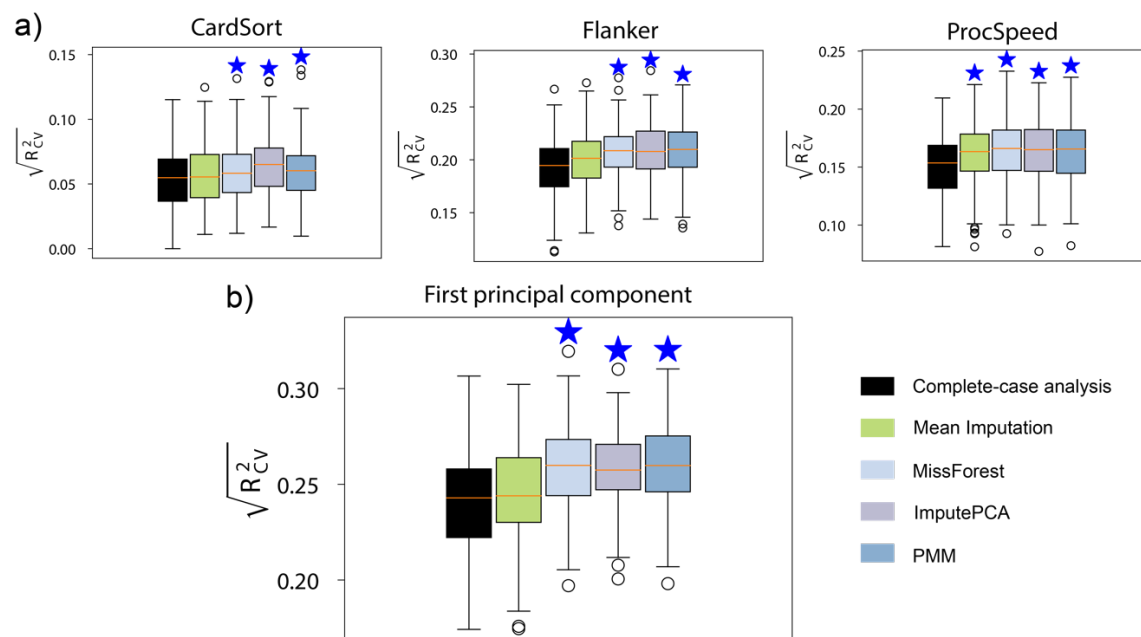 a)
CardSort
0.15
0.10
0.05
0.00
√R²CV
Flanker
0.30
0.25
0.20
0.15
√R²CV
ProcSpeed
0.25
0.20
0.15
0.10
√R²CV
b)
First principal component
0.30
0.25
0.20
√R²CV
Complete-case analysis
Mean Imputation
MissForest
ImputePCA
PMM